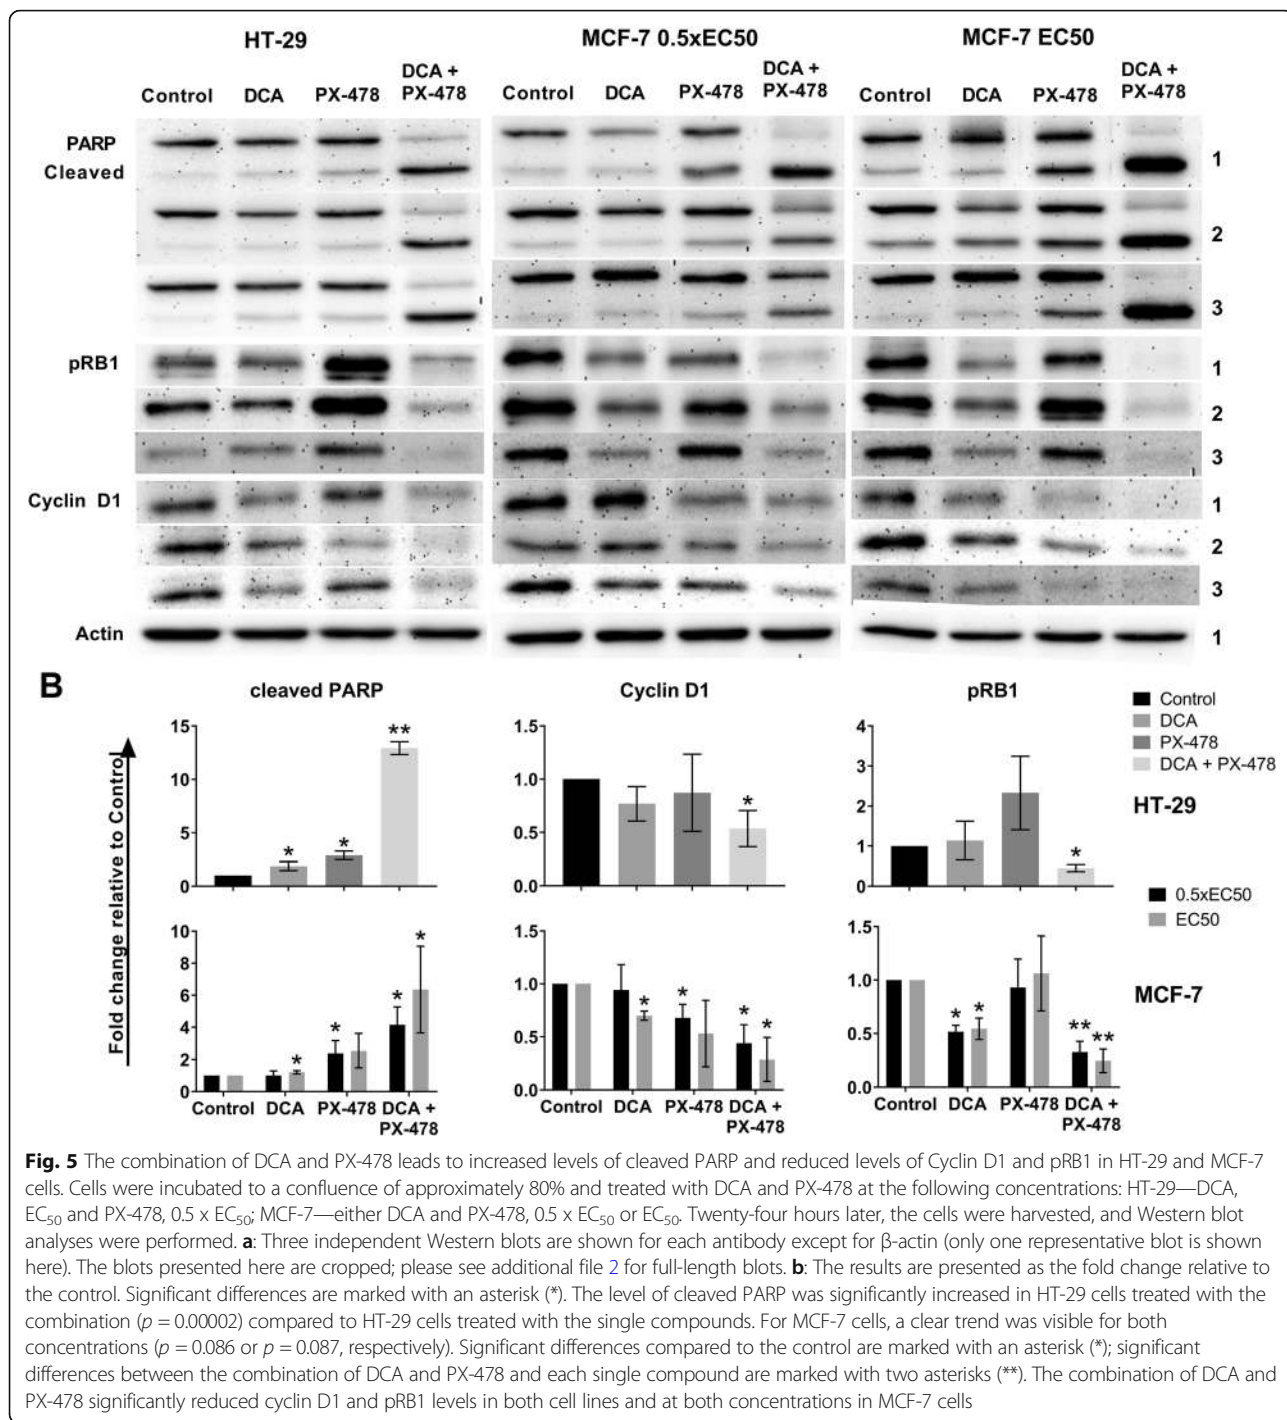 HT-29
MCF-7 0.5xEC50
MCF-7 EC50
Control DCA PX-478 DCA + PX-478
Control DCA PX-478 DCA + PX-478
Control DCA PX-478 DCA + PX-478
PARP
Cleaved
1
2
3
pRB1
1
2
3
Cyclin D1
1
2
3
Actin
1
B
Fold change relative to Control
cleaved PARP
15
10
5
0
*
*
**
Cyclin D1
1.5
1.0
0.5
0.0
*
pRB1
4
3
2
1
0
*
Control
DCA
PX-478
DCA + PX-478
HT-29
10
8
6
4
2
0
*
*
*
*
Control DCA PX-478 DCA + PX-478
1.5
1.0
0.5
0.0
*
*
*
*
Control DCA PX-478 DCA + PX-478
1.5
1.0
0.5
0.0
*
*
**
**
Control DCA PX-478 DCA + PX-478
0.5xEC50
EC50
MCF-7
Fig. 5 The combination of DCA and PX-478 leads to increased levels of cleaved PARP and reduced levels of Cyclin D1 and pRB1 in HT-29 and MCF-7
cells. Cells were incubated to a confluence of approximately 80% and treated with DCA and PX-478 at the following concentrations: HT-29—DCA,
EC50 and PX-478, 0.5 x EC50; MCF-7—either DCA and PX-478, 0.5 x EC50 or EC50. Twenty-four hours later, the cells were harvested, and Western blot
analyses were performed. a: Three independent Western blots are shown for each antibody except for β-actin (only one representative blot is shown
here). The blots presented here are cropped; please see additional file 2 for full-length blots. b: The results are presented as the fold change relative to
the control. Significant differences are marked with an asterisk (*). The level of cleaved PARP was significantly increased in HT-29 cells treated with the
combination (p = 0.00002) compared to HT-29 cells treated with the single compounds. For MCF-7 cells, a clear trend was visible for both
concentrations (p = 0.086 or p = 0.087, respectively). Significant differences compared to the control are marked with an asterisk (*); significant
differences between the combination of DCA and PX-478 and each single compound are marked with two asterisks (**). The combination of DCA and
PX-478 significantly reduced cyclin D1 and pRB1 levels in both cell lines and at both concentrations in MCF-7 cells